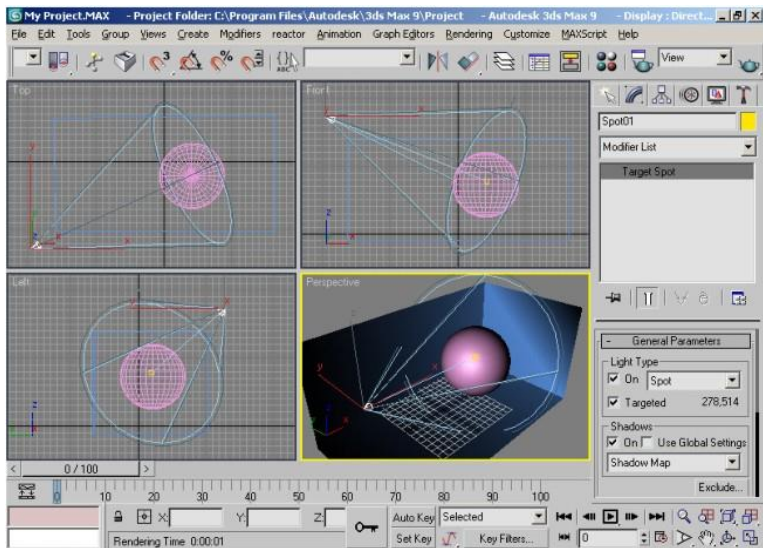 My Project.MAX - Project Folder: C:\Program Files\Autodesk\3ds Max 9\Project - Autodesk 3ds Max 9 - Display : Direct...
File Edit Tools Group Views Create Modifiers reactor Animation Graph Editors Rendering Customize MAXScript Help
3 % ABC View
Top
Front
Left
Perspective
x
y
z
Spot01
Modifier List
Target Spot
- General Parameters
Light Type
On Spot
Targeted 278,514
Shadows
On Use Global Settings
Shadow Map
Exclude...
< 0 / 100 >
0 10 20 30 40 50 60 70 80 90 100
X: Y: Z: Auto Key Selected
Rendering Time 0:00:01 Set Key Key Filters... 0